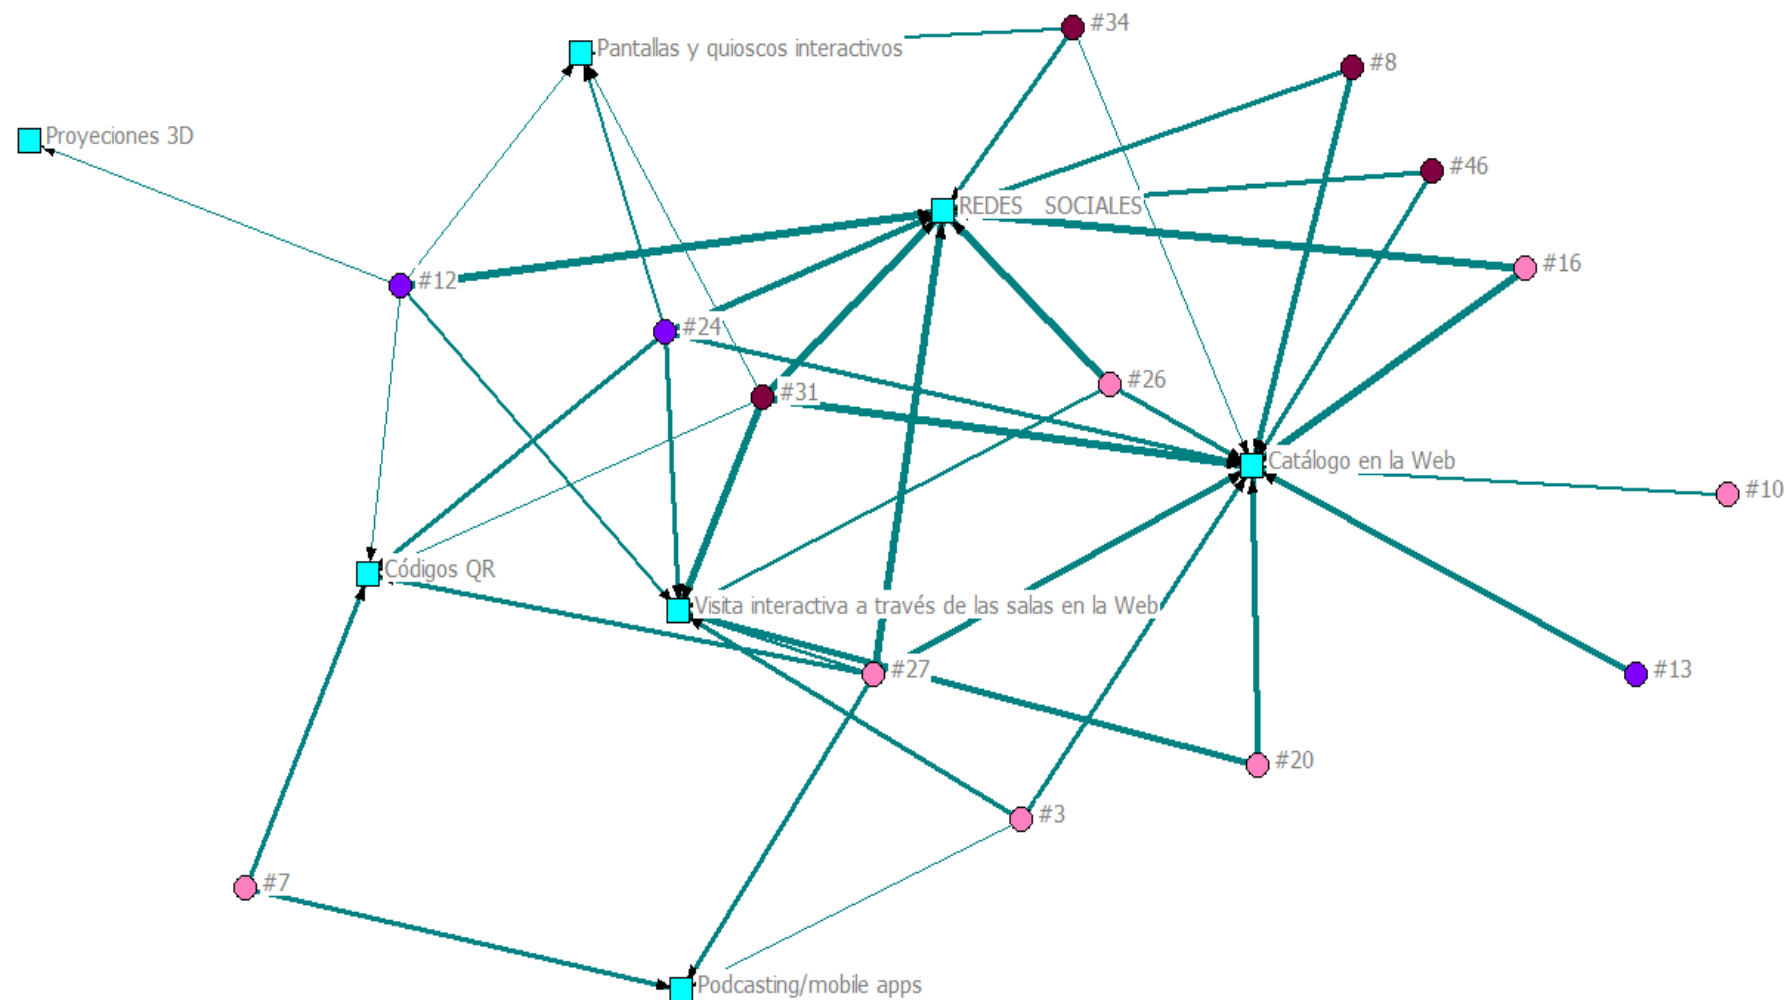 #34
Pantallas y quioscos interactivos
#8
Proyeciones 3D
#46
REDES SOCIALES
#16
#12
#24
#26
#31
Catálogo en la Web
#10
Códigos QR
Visita interactiva a través de las salas en la Web
#27
#13
#20
#3
#7
Podcasting/mobile apps